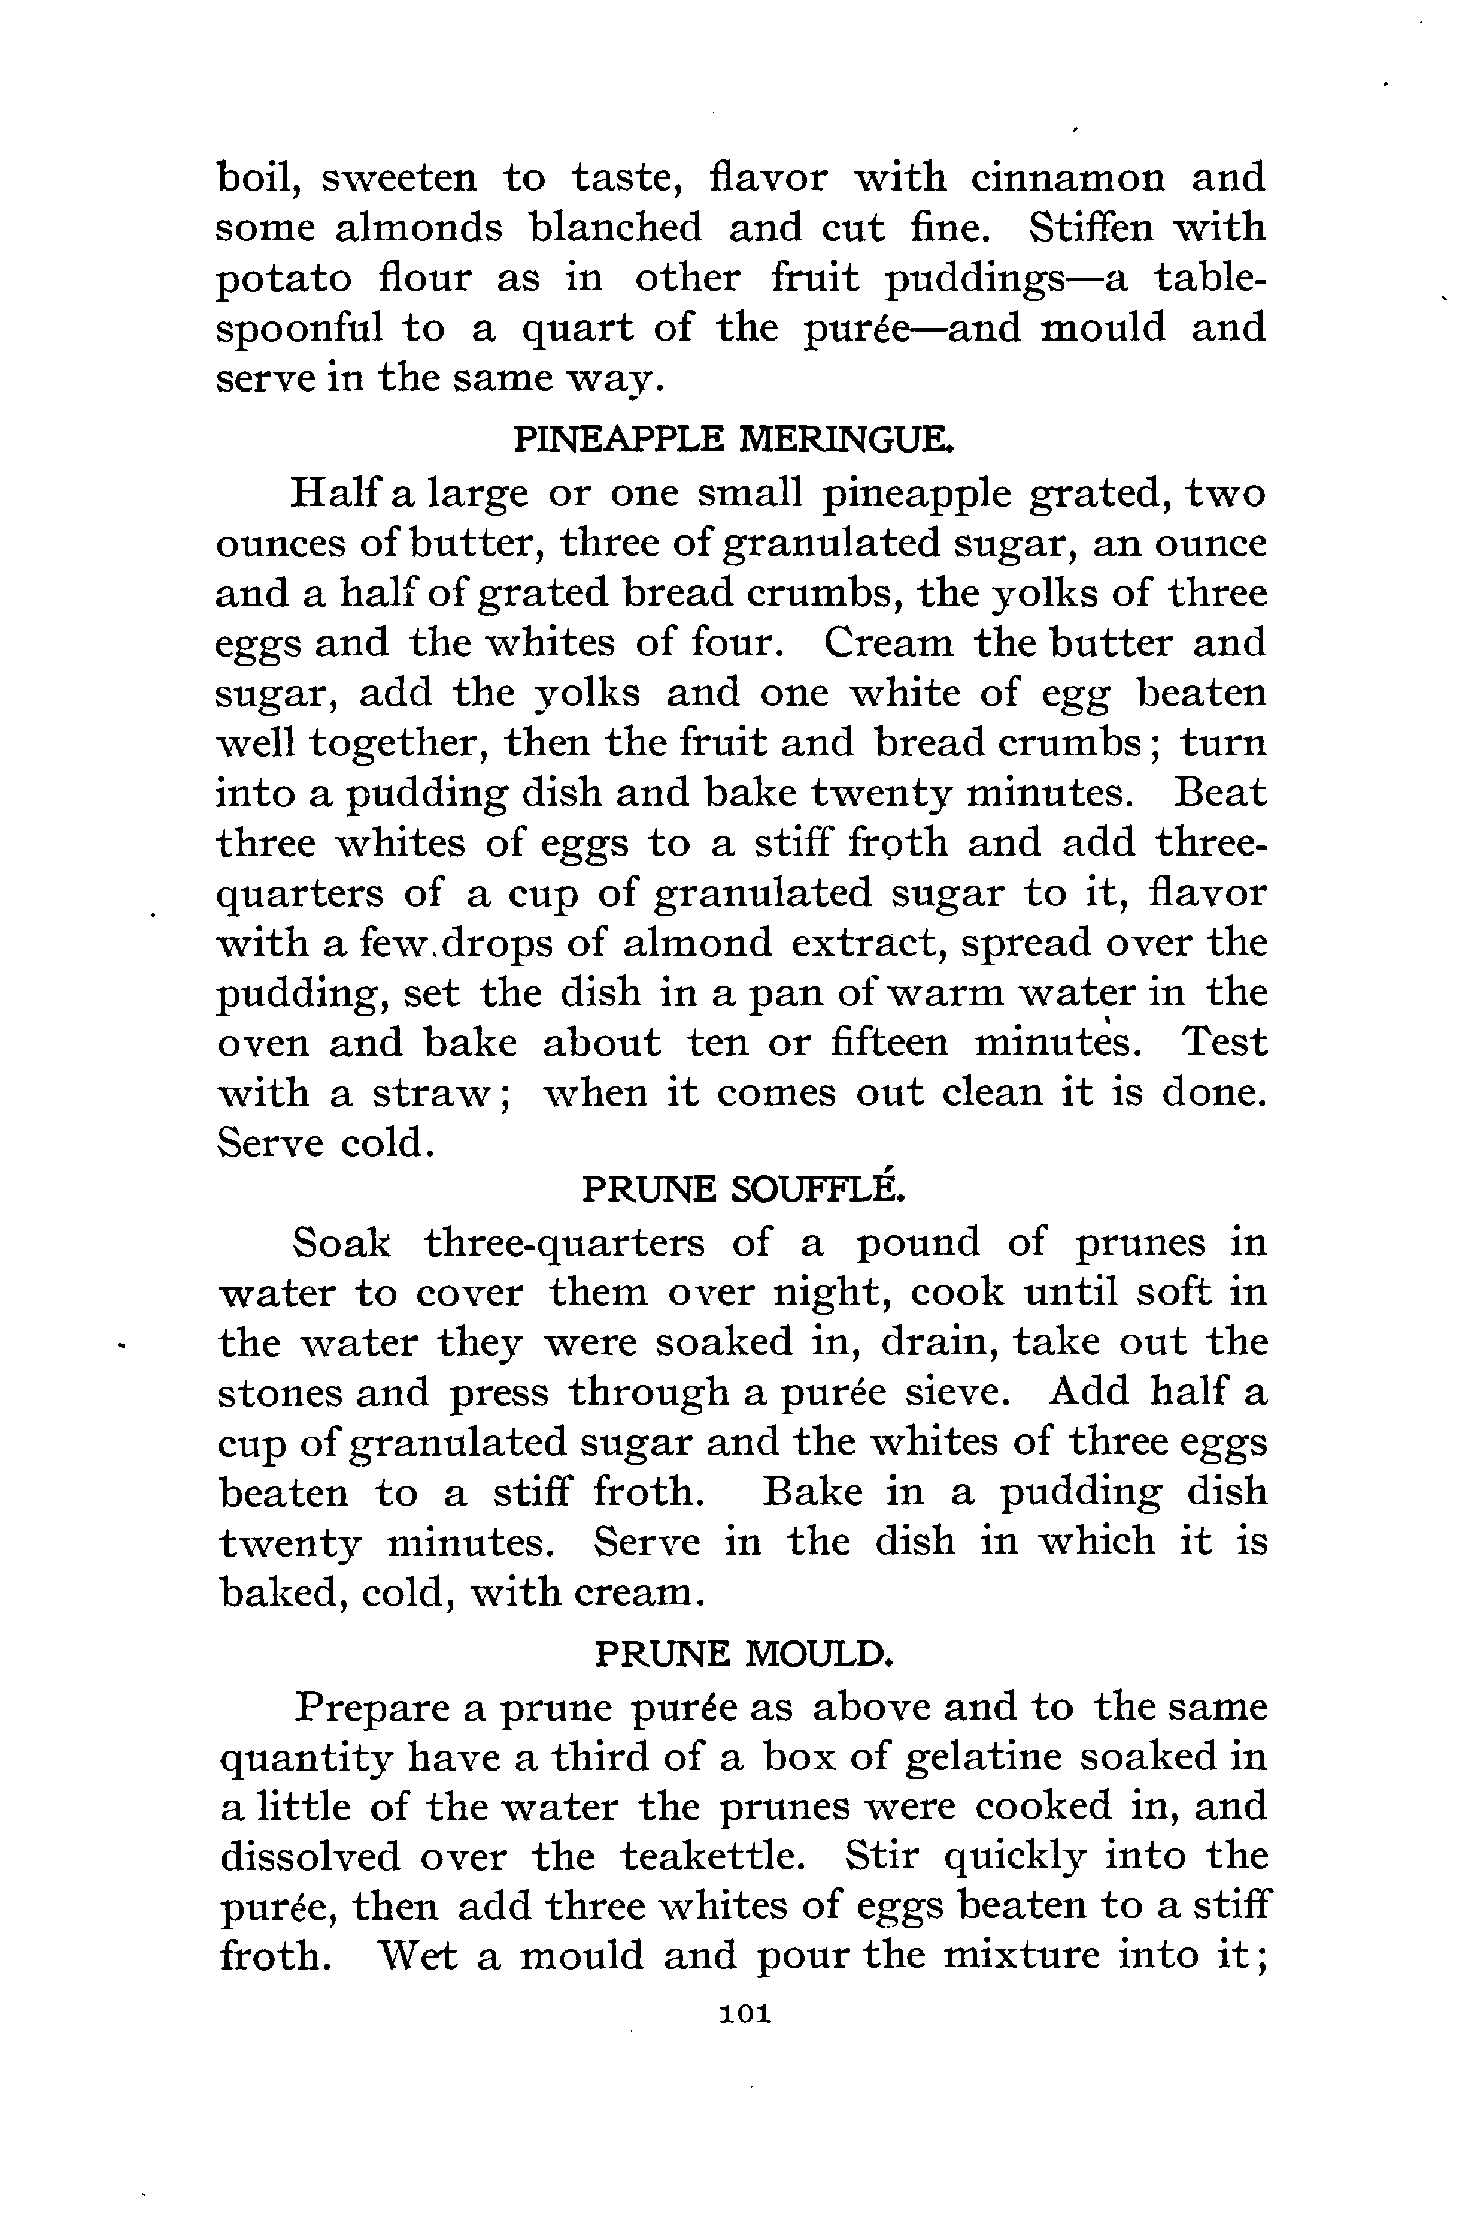 boil, sweeten to taste, flavor with cinnamon and
some almonds blanched and cut fine. Stiffen with
potato flour as in other fruit puddings—a table-
spoonful to a quart of the purée—and mould and
serve in the same way.
PINEAPPLE MERINGUE.
Half a large or one small pineapple grated, two
ounces of butter, three of granulated sugar, an ounce
and a half of grated bread crumbs, the yolks of three
eggs and the whites of four. Cream the butter and
sugar, add the yolks and one white of egg beaten
well together, then the fruit and bread crumbs; turn
into a pudding dish and bake twenty minutes. Beat
three whites of eggs to a stiff froth and add three-
quarters of a cup of granulated sugar to it, flavor
with a few drops of almond extract, spread over the
pudding, set the dish in a pan of warm water in the
oven and bake about ten or fifteen minutes. Test
with a straw; when it comes out clean it is done.
Serve cold.
PRUNE SOUFFLÉ.
Soak three-quarters of a pound of prunes in
water to cover them over night, cook until soft in
the water they were soaked in, drain, take out the
stones and press through a purée sieve. Add half a
cup of granulated sugar and the whites of three eggs
beaten to a stiff froth. Bake in a pudding dish
twenty minutes. Serve in the dish in which it is
baked, cold, with cream.
PRUNE MOULD.
Prepare a prune purée as above and to the same
quantity have a third of a box of gelatine soaked in
a little of the water the prunes were cooked in, and
dissolved over the teakettle. Stir quickly into the
purée, then add three whites of eggs beaten to a stiff
froth. Wet a mould and pour the mixture into it;
101